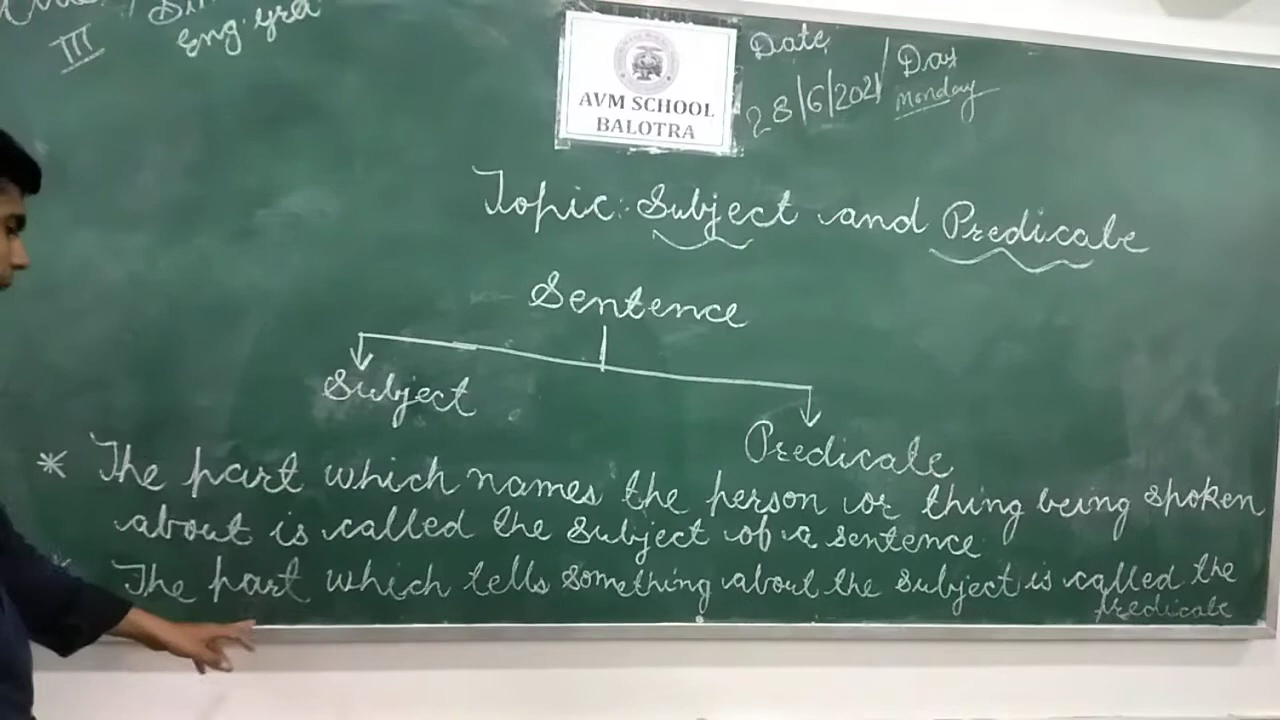 III
Eng grd
AVM SCHOOL
BALOTRA
Date
28/6/2021
Day
Monday
Topic: Subject and Predicate
Sentence
Subject
Predicate
* The part which names the person or thing being spoken
about is called the subject of a sentence
* The part which tells something about the subject is called the
predicate